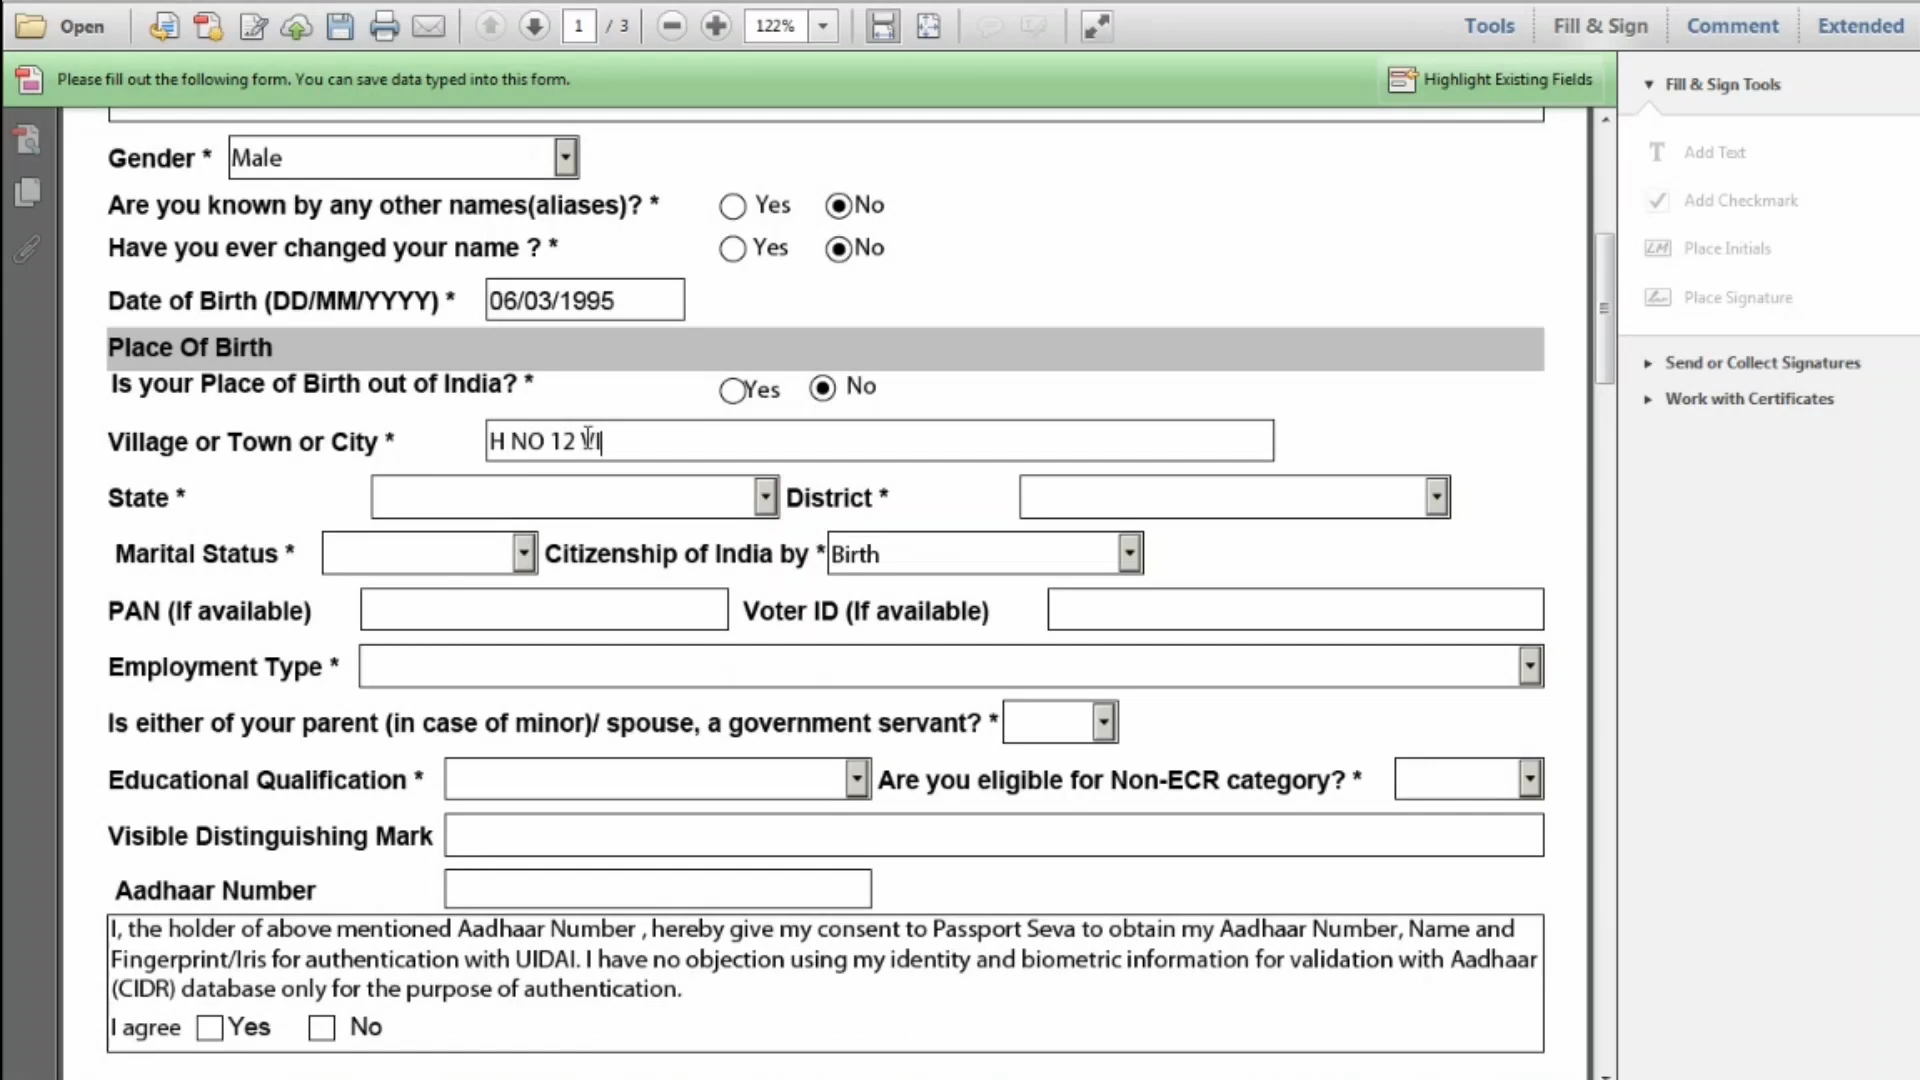 Open
1 / 3
122%
Tools
Fill & Sign
Comment
Extended
Please fill out the following form. You can save data typed into this form.
Highlight Existing Fields
Fill & Sign Tools
Add Text
Add Checkmark
Place Initials
Place Signature
Send or Collect Signatures
Work with Certificates
Gender * Male
Are you known by any other names(aliases)? * Yes No
Have you ever changed your name ? * Yes No
Date of Birth (DD/MM/YYYY) * 06/03/1995
Place Of Birth
Is your Place of Birth out of India? * Yes No
Village or Town or City * H NO 12 VI
State * District *
Marital Status * Citizenship of India by * Birth
PAN (If available) Voter ID (If available)
Employment Type *
Is either of your parent (in case of minor)/ spouse, a government servant? *
Educational Qualification * Are you eligible for Non-ECR category? *
Visible Distinguishing Mark
Aadhaar Number
I, the holder of above mentioned Aadhaar Number , hereby give my consent to Passport Seva to obtain my Aadhaar Number, Name and
Fingerprint/Iris for authentication with UIDAI. I have no objection using my identity and biometric information for validation with Aadhaar
(CIDR) database only for the purpose of authentication.
I agree Yes No